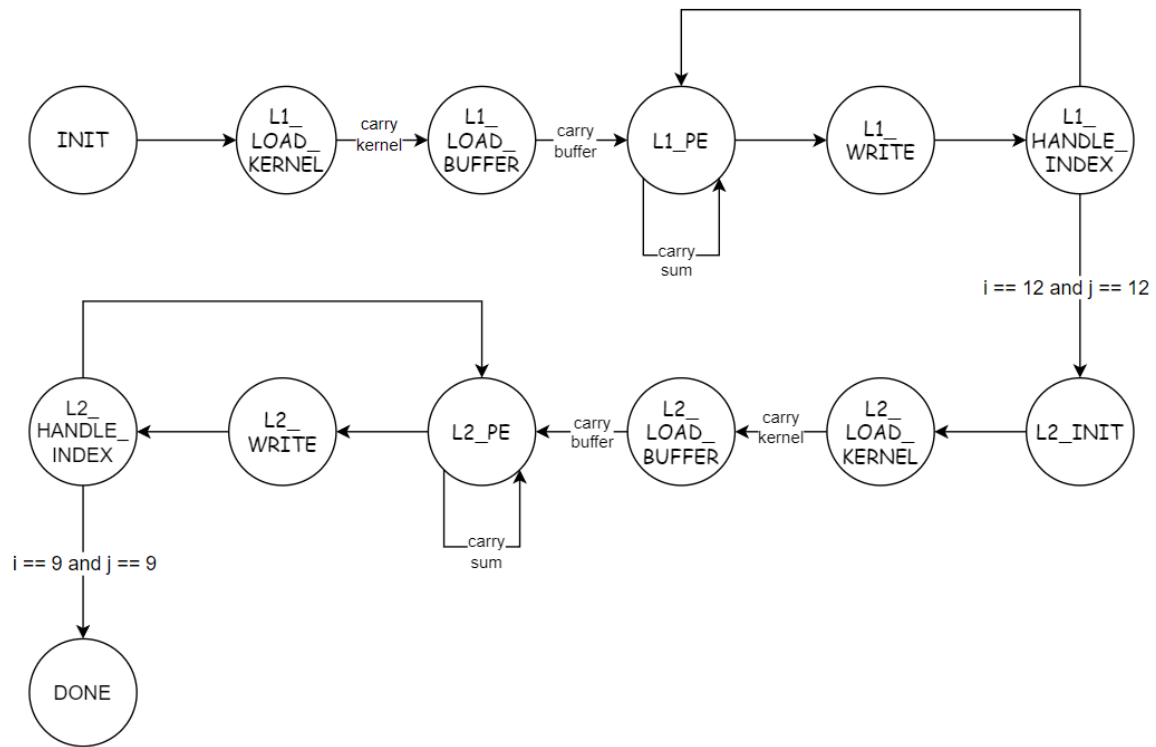 INIT
L1_
LOAD_
KERNEL
carry
kernel
L1_
LOAD_
BUFFER
carry
buffer
L1_PE
carry
sum
L1_
WRITE
L1_
HANDLE_
INDEX
i == 12 and j == 12
L2_INIT
L2_
LOAD_
KERNEL
carry
kernel
L2_
LOAD_
BUFFER
carry
buffer
L2_PE
carry
sum
L2_
WRITE
L2_
HANDLE_
INDEX
i == 9 and j == 9
DONE